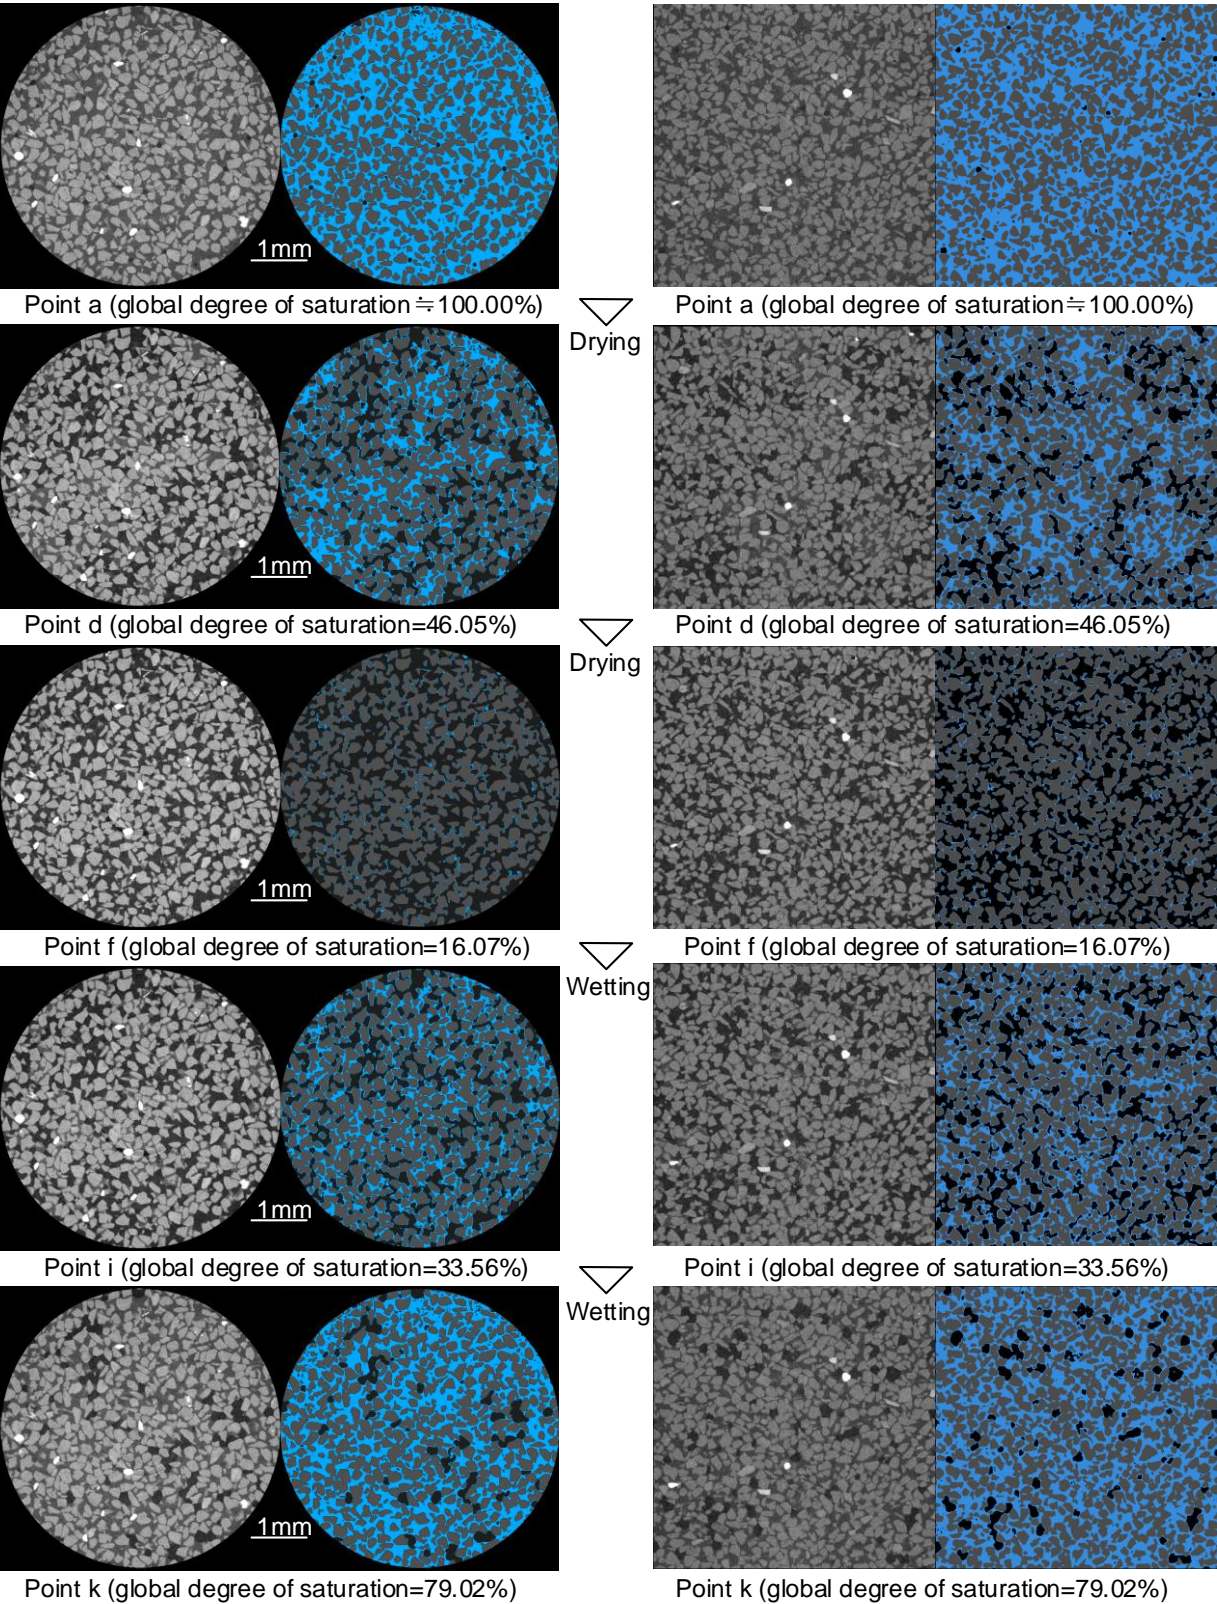 1mm
Point a (global degree of saturation≒100.00%)
Point a (global degree of saturation≒100.00%)
Drying
1mm
Point d (global degree of saturation=46.05%)
Point d (global degree of saturation=46.05%)
Drying
1mm
Point f (global degree of saturation=16.07%)
Point f (global degree of saturation=16.07%)
Wetting
1mm
Point i (global degree of saturation=33.56%)
Point i (global degree of saturation=33.56%)
Wetting
1mm
Point k (global degree of saturation=79.02%)
Point k (global degree of saturation=79.02%)